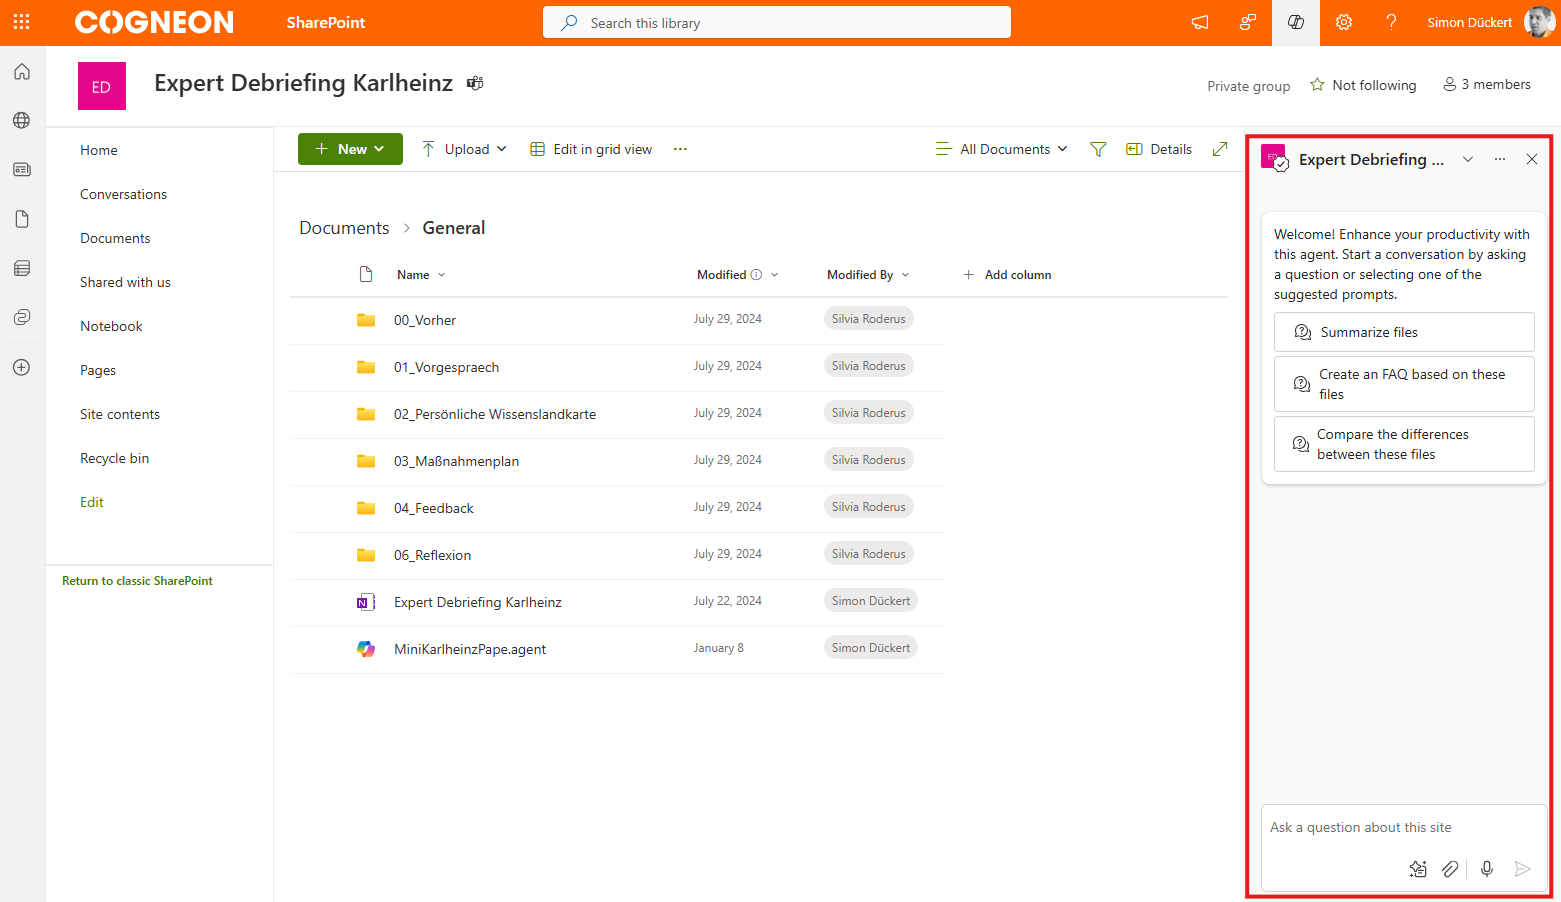 COGNEON
SharePoint
Search this library
Simon Dückert
ED
Expert Debriefing Karlheinz
Private group
Not following
3 members
Home
Conversations
Documents
Shared with us
Notebook
Pages
Site contents
Recycle bin
Edit
Return to classic SharePoint
New
Upload
Edit in grid view
All Documents
Details
Documents > General
Name
Modified
Modified By
Add column
00_Vorher July 29, 2024 Silvia Roderus
01_Vorgespraech July 29, 2024 Silvia Roderus
02_Persönliche Wissenslandkarte July 29, 2024 Silvia Roderus
03_Maßnahmenplan July 29, 2024 Silvia Roderus
04_Feedback July 29, 2024 Silvia Roderus
06_Reflexion July 29, 2024 Silvia Roderus
Expert Debriefing Karlheinz July 22, 2024 Simon Dückert
MiniKarlheinzPape.agent January 8 Simon Dückert
ED
Expert Debriefing ...
Welcome! Enhance your productivity with
this agent. Start a conversation by asking
a question or selecting one of the
suggested prompts.
Summarize files
Create an FAQ based on these
files
Compare the differences
between these files
Ask a question about this site